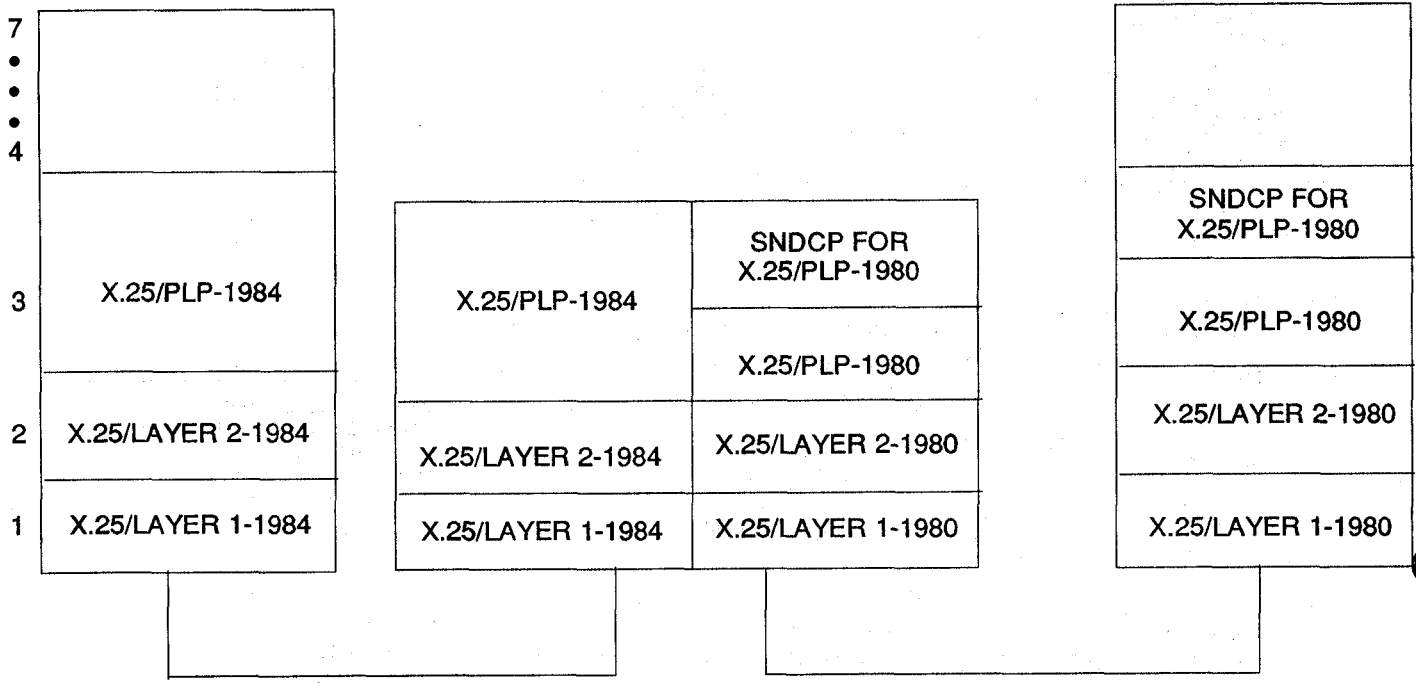 7
•
•
•
4
3
2
1
X.25/PLP-1984
X.25/LAYER 2-1984
X.25/LAYER 1-1984
X.25/PLP-1984
X.25/LAYER 2-1984
X.25/LAYER 1-1984
SNDCP FOR
X.25/PLP-1980
X.25/PLP-1980
X.25/LAYER 2-1980
X.25/LAYER 1-1980
SNDCP FOR
X.25/PLP-1980
X.25/PLP-1980
X.25/LAYER 2-1980
X.25/LAYER 1-1980